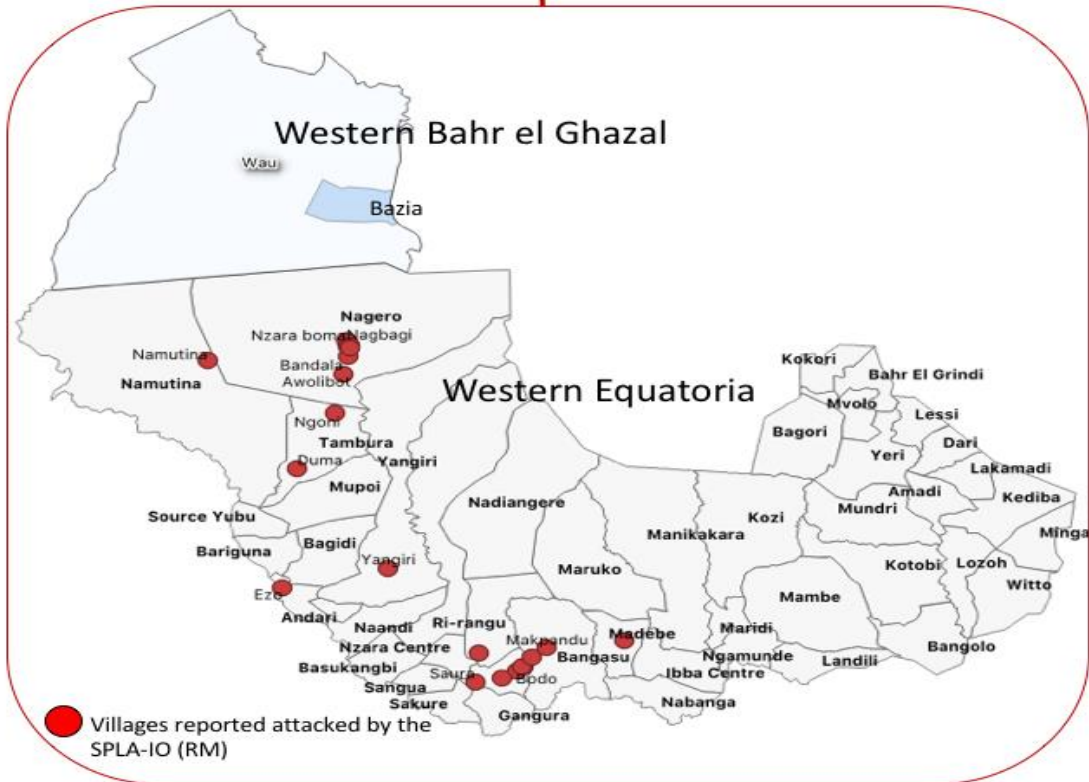 Western Bahr el Ghazal
Wau
Bazia
Nagero
Nzara boma Nagbagi
Namutina
Namutina
Bandala
Awolibot
Western Equatoria
Kokori
Bahr El Grindi
Mvolo
Lessi
Bagori
Dari
Yeri
Lakamadi
Ngoni
Tambura
Yangiri
Duma
Mupoi
Nadiangere
Amadi
Kediba
Mundri
Source Yubu
Kozi
Manikakara
Minga
Bariguna
Bagidi
Yangiri
Maruko
Kotobi
Lozoh
Witto
Ezo
Mambe
Andari
Naandi
Ri-rangu
Makpandu
Madebe
Maridi
Nzara Centre
Bangasu
Ngamunde
Bangolo
Basukangbi
Saura
Bodo
Ibba Centre
Landili
Sangua
Sakure
Gangura
Nabanga
Villages reported attacked by the
SPLA-IO (RM)